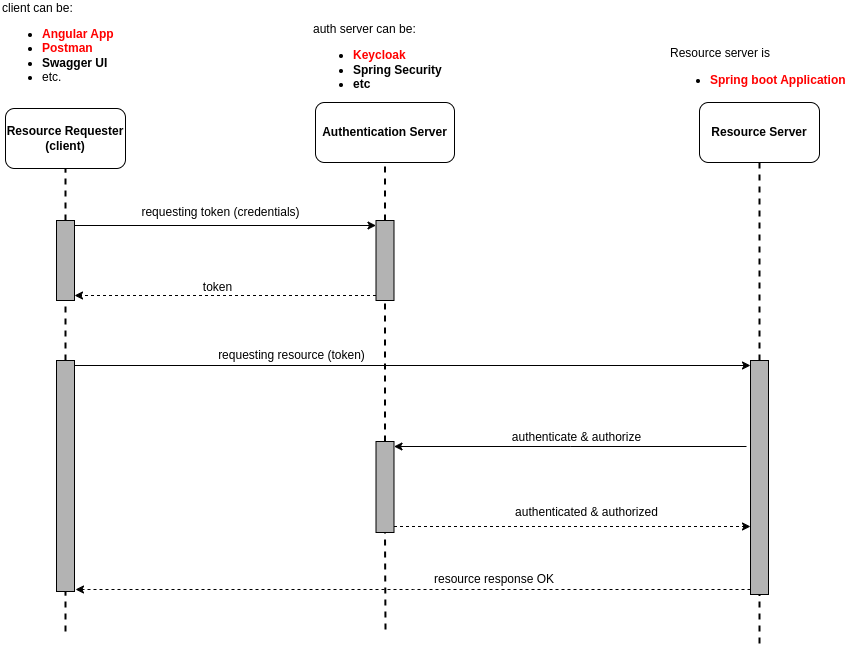 client can be:
Angular App
Postman
Swagger UI
etc.
auth server can be:
Keycloak
Spring Security
etc
Resource server is
Spring boot Application
Resource Requester
(client)
Authentication Server
Resource Server
requesting token (credentials)
token
requesting resource (token)
authenticate & authorize
authenticated & authorized
resource response OK